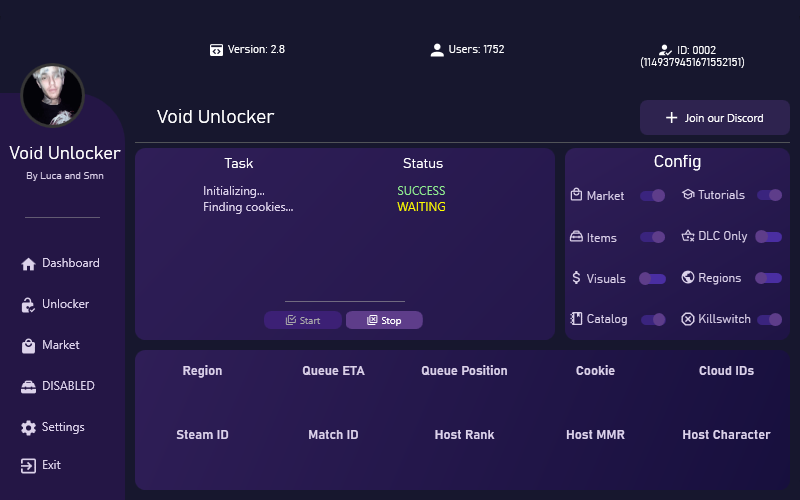 Version: 2.8
Users: 1752
ID: 0002
(1149379451671552151)
Void Unlocker
By Luca and Smn
Dashboard
Unlocker
Market
DISABLED
Settings
Exit
Void Unlocker
Join our Discord
Task Status
Initializing... SUCCESS
Finding cookies... WAITING
Start Stop
Config
Market Tutorials
Items DLC Only
Visuals Regions
Catalog Killswitch
Region Queue ETA Queue Position Cookie Cloud IDs
Steam ID Match ID Host Rank Host MMR Host Character